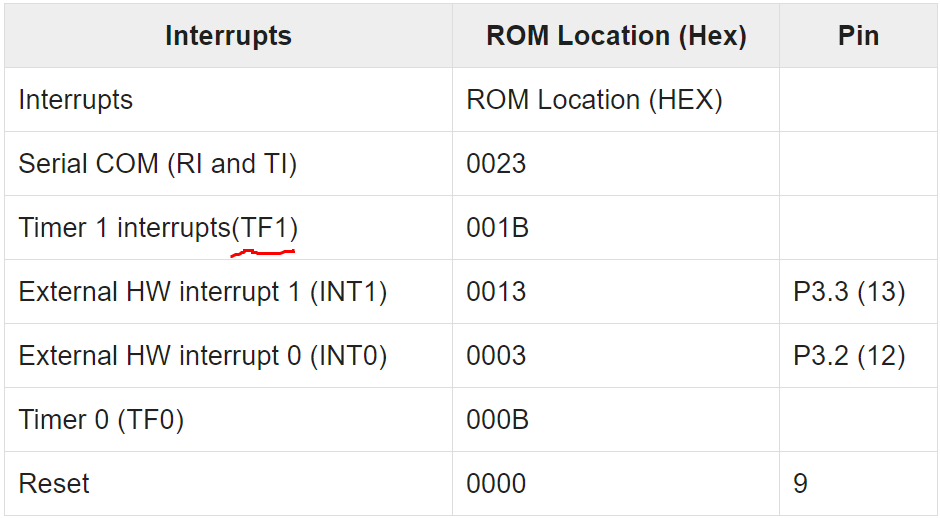 Interrupts ROM Location (Hex) Pin
Interrupts ROM Location (HEX)
Serial COM (RI and TI) 0023
Timer 1 interrupts(TF1) 001B
External HW interrupt 1 (INT1) 0013 P3.3 (13)
External HW interrupt 0 (INT0) 0003 P3.2 (12)
Timer 0 (TF0) 000B
Reset 0000 9